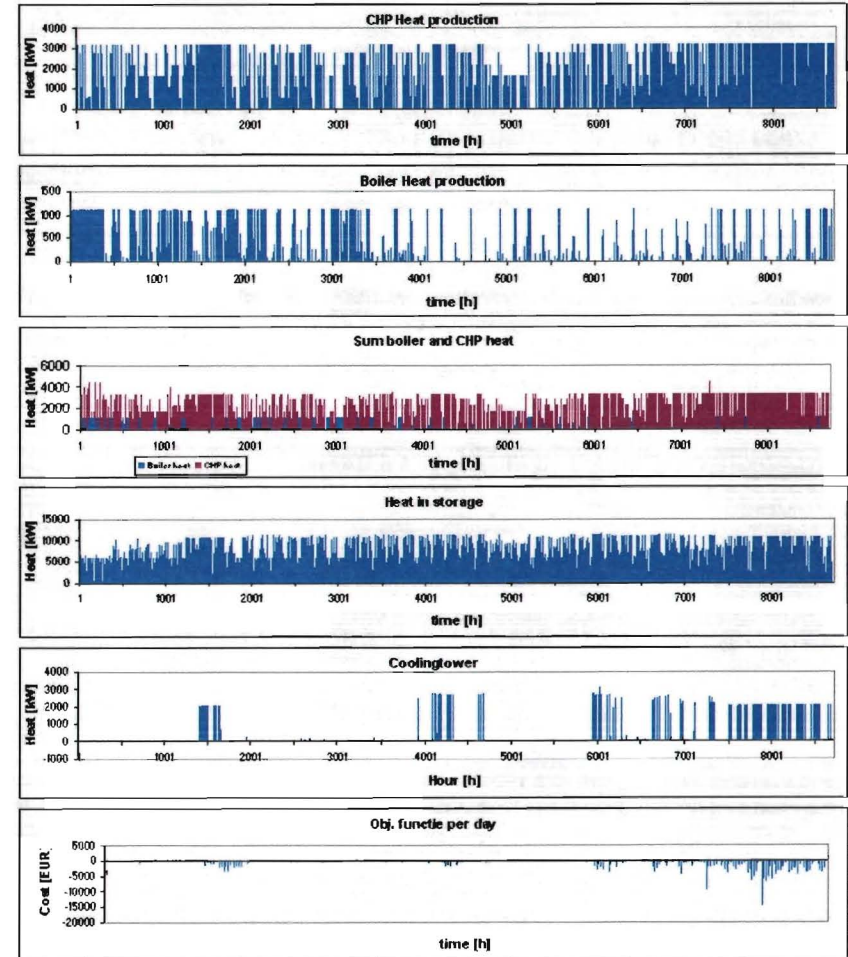 CHP Heat production
Heat [kW]
4000
3000
2000
1000
0
1 1001 2001 3001 4001 5001 6001 7001 8001
time [h]
Boiler Heat production
heat [kW]
1500
1000
500
0
1 1001 2001 3001 4001 5001 6001 7001 8001
time [h]
Sum boiler and CHP heat
Heat [kW]
6000
4000
2000
0
1 1001 2001 3001 4001 5001 6001 7001 8001
Boiler heat CHP heat
time [h]
Heat in storage
Heat [kW]
15000
10000
5000
0
1 1001 2001 3001 4001 5001 6001 7001 8001
time [h]
Coolingtower
Heat [kW]
4000
3000
2000
1000
0
-1000
1 1001 2001 3001 4001 5001 6001 7001 8001
Hour [h]
Obj. functie per day
Cost [EUR]
5000
0
-5000
-10000
-15000
-20000
time [h]